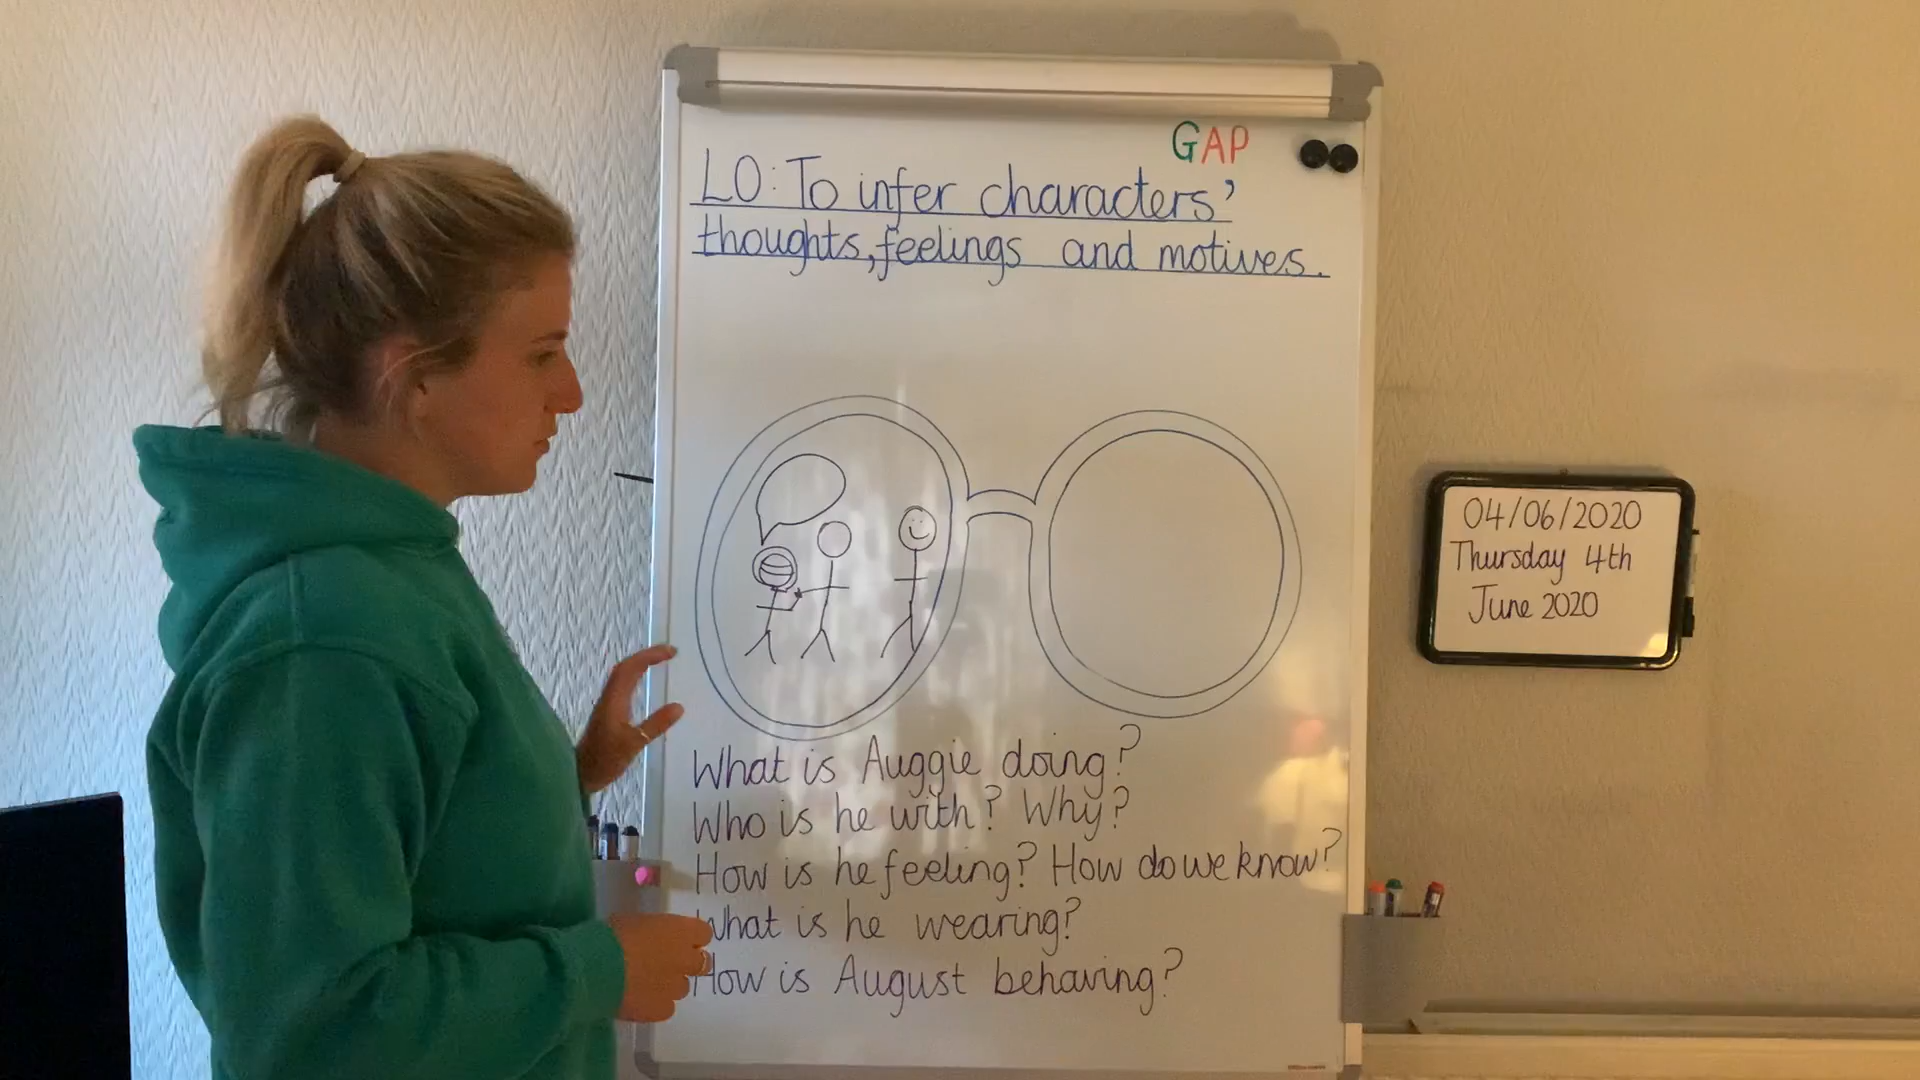 GAP
LO: To infer characters'
thoughts, feelings and motives.
What is Auggie doing?
Who is he with? Why?
How is he feeling? How do we know?
What is he wearing?
How is August behaving?
04/06/2020
Thursday 4th
June 2020